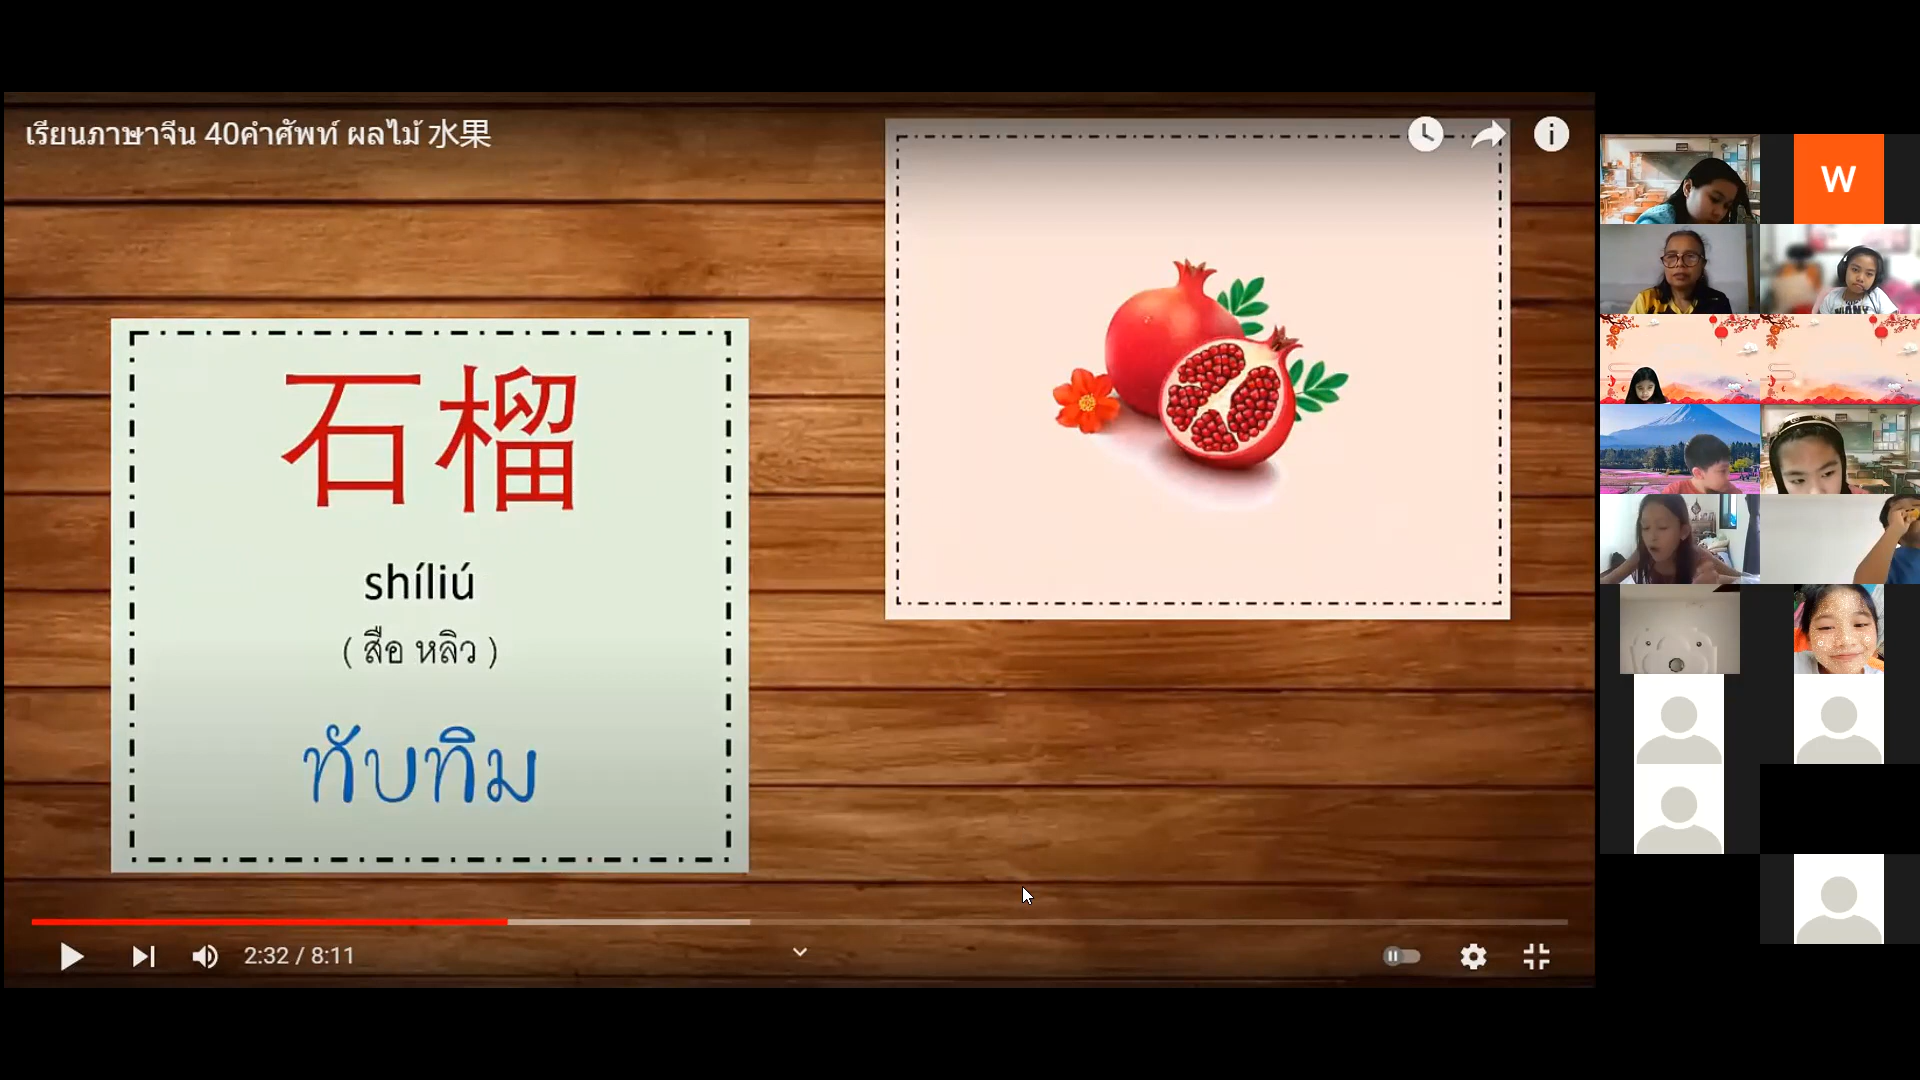 เรียนภาษาจีน 40คำศัพท์ ผลไม้ 水果
石榴
shíliú
( สือ หลิว )
ทับทิม
2:32 / 8:11
W